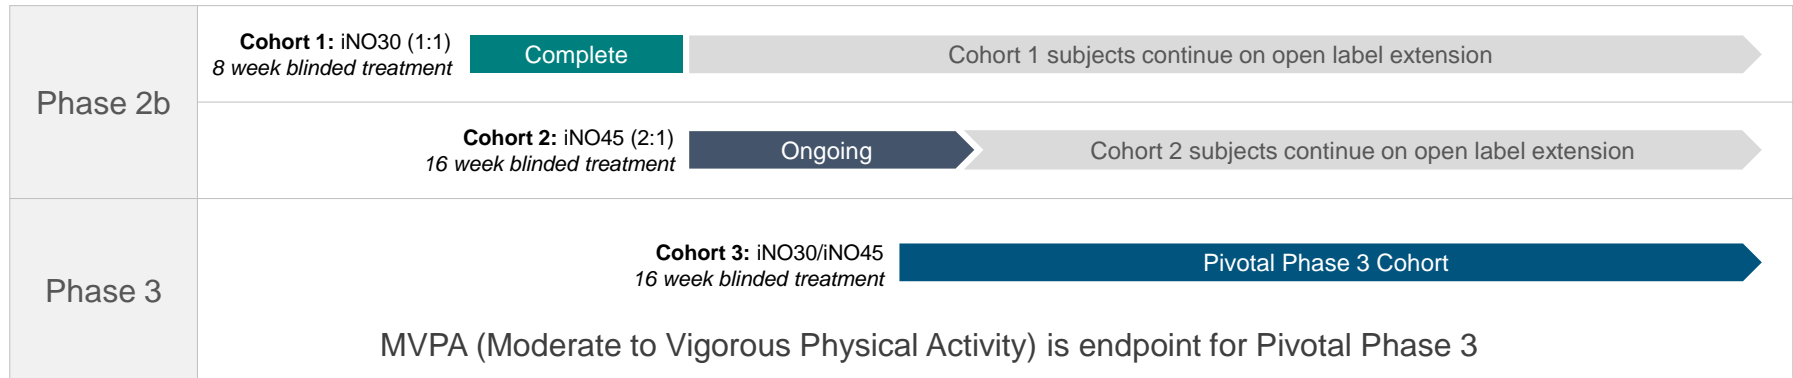 Phase 2b
Cohort 1: iNO30 (1:1)
8 week blinded treatment
Complete
Cohort 1 subjects continue on open label extension
Cohort 2: iNO45 (2:1)
16 week blinded treatment
Ongoing
Cohort 2 subjects continue on open label extension
Phase 3
Cohort 3: iNO30/iNO45
16 week blinded treatment
Pivotal Phase 3 Cohort
MVPA (Moderate to Vigorous Physical Activity) is endpoint for Pivotal Phase 3